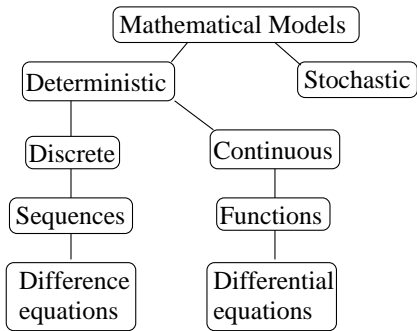 Mathematical Models
Deterministic
Stochastic
Discrete
Continuous
Sequences
Functions
Difference
equations
Differential
equations